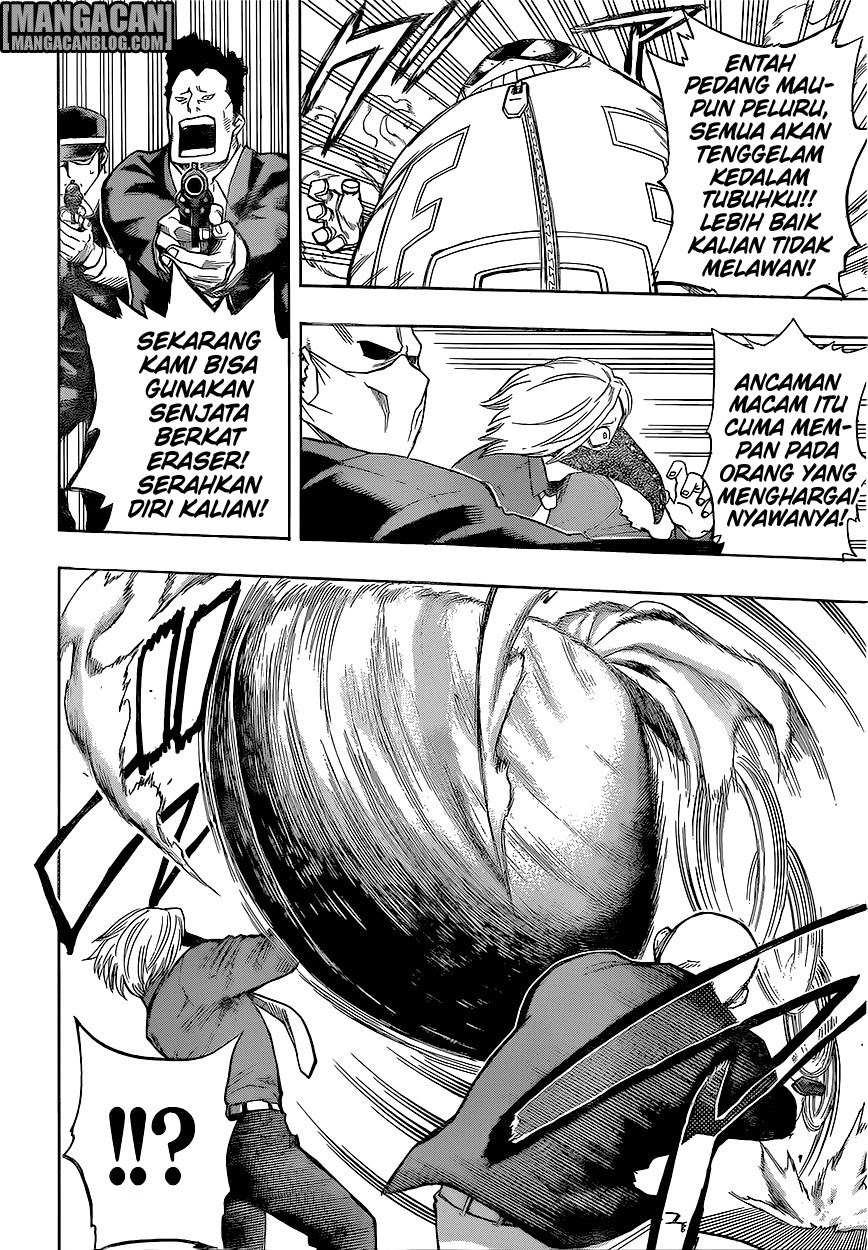 MANGACAN
MANGACANBLOG.COM
ENTAH
PEDANG MAU-
PUN PELURU,
SEMUA AKAN
TENGGELAM
KEDALAM
TUBUHKU!!
LEBIH BAIK
KALIAN TIDAK
MELAWAN!
SEKARANG
KAMI BISA
GUNAKAN
SENJATA
BERKAT
ERASER!
SERAHKAN
DIRI KALIAN!
ANCAMAN
MACAM ITU
CUMA MEM-
PAN PADA
ORANG YANG
MENGHARGAI
NYAWANYA!
!!?